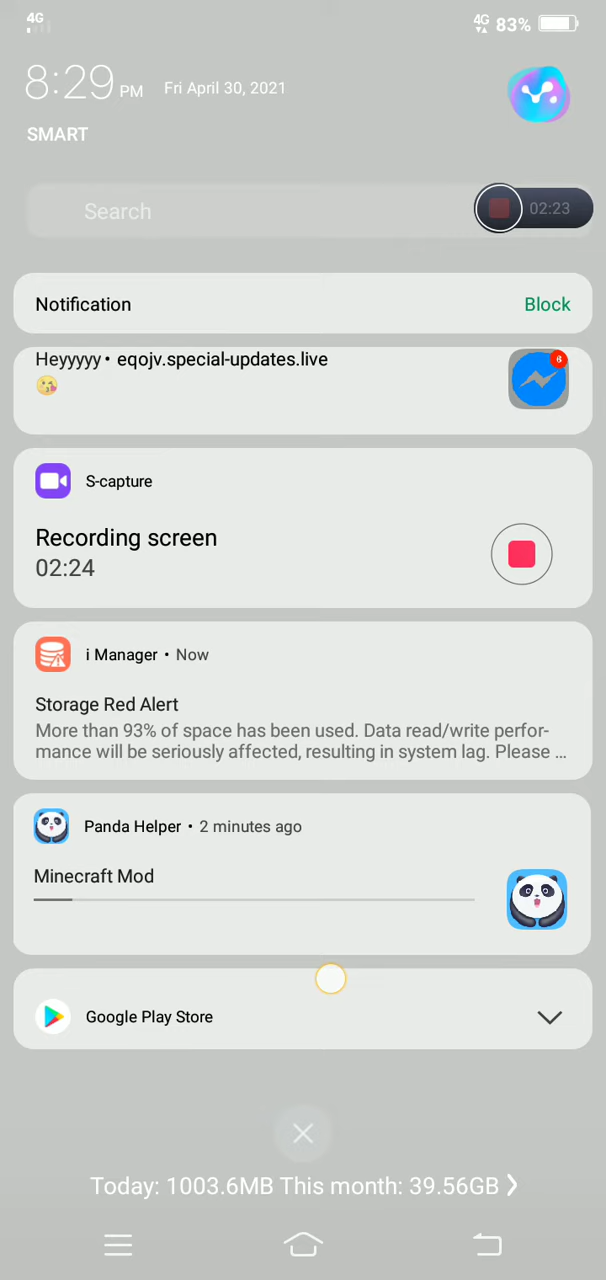 4G
4G 83%
8:29 PM Fri April 30, 2021
SMART
Search
02:23
Notification Block
Heyyyyy • eqojv.special-updates.live
😘
6
S-capture
Recording screen
02:24
i Manager • Now
Storage Red Alert
More than 93% of space has been used. Data read/write perfor-
mance will be seriously affected, resulting in system lag. Please ...
Panda Helper • 2 minutes ago
Minecraft Mod
Google Play Store
Today: 1003.6MB This month: 39.56GB